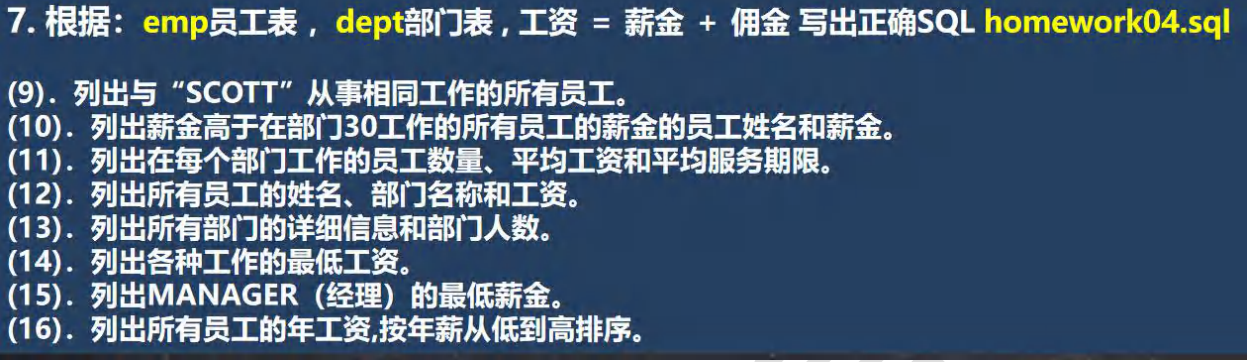 7. 根据：emp员工表 ，dept部门表 , 工资 = 薪金 + 佣金 写出正确SQL homework04.sql
(9)．列出与“SCOTT”从事相同工作的所有员工。
(10)．列出薪金高于在部门30工作的所有员工的薪金的员工姓名和薪金。
(11)．列出在每个部门工作的员工数量、平均工资和平均服务期限。
(12)．列出所有员工的姓名、部门名称和工资。
(13)．列出所有部门的详细信息和部门人数。
(14)．列出各种工作的最低工资。
(15)．列出MANAGER（经理）的最低薪金。
(16)．列出所有员工的年工资,按年薪从低到高排序。